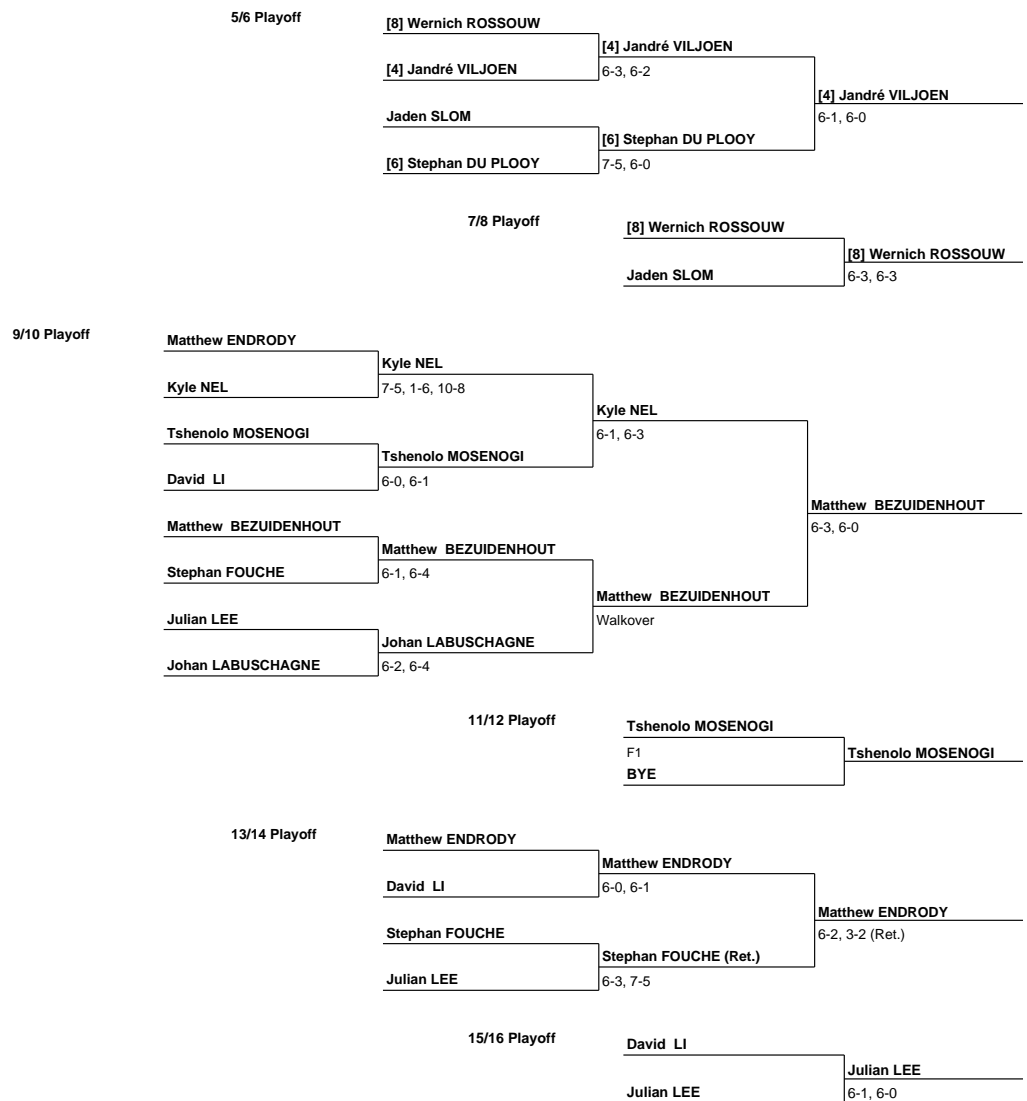 5/6 Playoff
[8] Wernich ROSSOUW
[4] Jandré VILJOEN
[4] Jandré VILJOEN
6-3, 6-2
[4] Jandré VILJOEN
6-1, 6-0
Jaden SLOM
[6] Stephan DU PLOOY
[6] Stephan DU PLOOY
7-5, 6-0
7/8 Playoff
[8] Wernich ROSSOUW
[8] Wernich ROSSOUW
Jaden SLOM
6-3, 6-3
9/10 Playoff
Matthew ENDRODY
Kyle NEL
Kyle NEL
7-5, 1-6, 10-8
Kyle NEL
6-1, 6-3
Tshenolo MOSENOGI
Tshenolo MOSENOGI
David LI
6-0, 6-1
Matthew BEZUIDENHOUT
6-3, 6-0
Matthew BEZUIDENHOUT
Matthew BEZUIDENHOUT
Stephan FOUCHE
6-1, 6-4
Matthew BEZUIDENHOUT
Walkover
Julian LEE
Johan LABUSCHAGNE
Johan LABUSCHAGNE
6-2, 6-4
11/12 Playoff
Tshenolo MOSENOGI
F1
Tshenolo MOSENOGI
BYE
13/14 Playoff
Matthew ENDRODY
Matthew ENDRODY
David LI
6-0, 6-1
Matthew ENDRODY
6-2, 3-2 (Ret.)
Stephan FOUCHE
Stephan FOUCHE (Ret.)
Julian LEE
6-3, 7-5
15/16 Playoff
David LI
Julian LEE
Julian LEE
6-1, 6-0